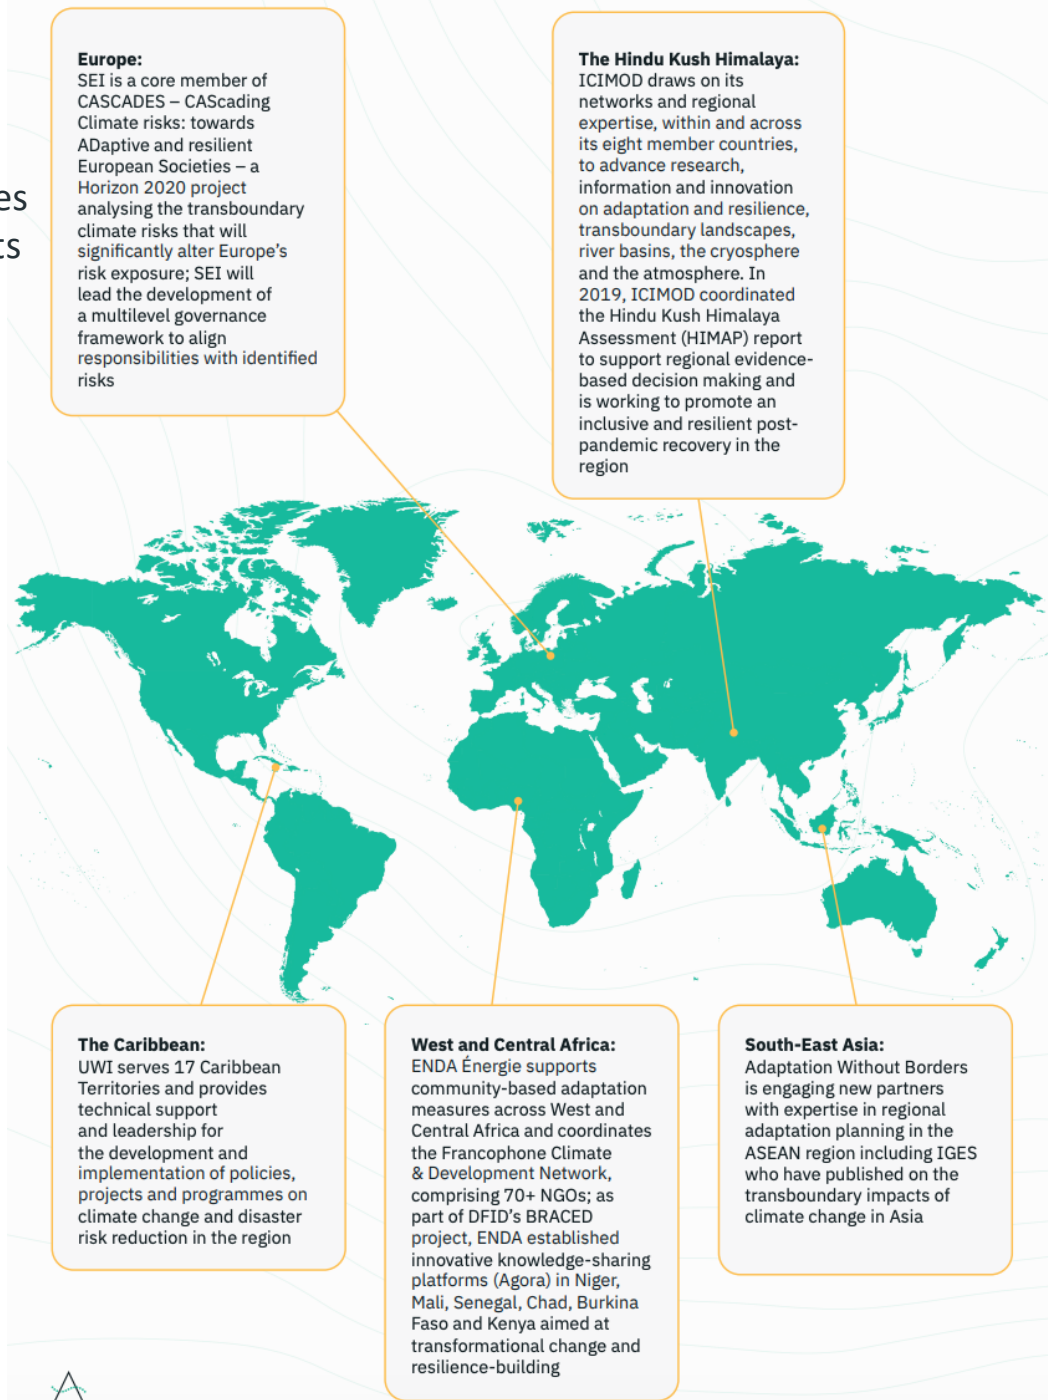 es
ts
Europe:
SEI is a core member of
CASCADES – CAScading
Climate risks: towards
ADaptive and resilient
European Societies – a
Horizon 2020 project
analysing the transboundary
climate risks that will
significantly alter Europe’s
risk exposure; SEI will
lead the development of
a multilevel governance
framework to align
responsibilities with identified
risks
The Hindu Kush Himalaya:
ICIMOD draws on its
networks and regional
expertise, within and across
its eight member countries,
to advance research,
information and innovation
on adaptation and resilience,
transboundary landscapes,
river basins, the cryosphere
and the atmosphere. In
2019, ICIMOD coordinated
the Hindu Kush Himalaya
Assessment (HIMAP) report
to support regional evidence-
based decision making and
is working to promote an
inclusive and resilient post-
pandemic recovery in the
region
The Caribbean:
UWI serves 17 Caribbean
Territories and provides
technical support
and leadership for
the development and
implementation of policies,
projects and programmes on
climate change and disaster
risk reduction in the region
West and Central Africa:
ENDA Énergie supports
community-based adaptation
measures across West and
Central Africa and coordinates
the Francophone Climate
& Development Network,
comprising 70+ NGOs; as
part of DFID’s BRACED
project, ENDA established
innovative knowledge-sharing
platforms (Agora) in Niger,
Mali, Senegal, Chad, Burkina
Faso and Kenya aimed at
transformational change and
resilience-building
South-East Asia:
Adaptation Without Borders
is engaging new partners
with expertise in regional
adaptation planning in the
ASEAN region including IGES
who have published on the
transboundary impacts of
climate change in Asia